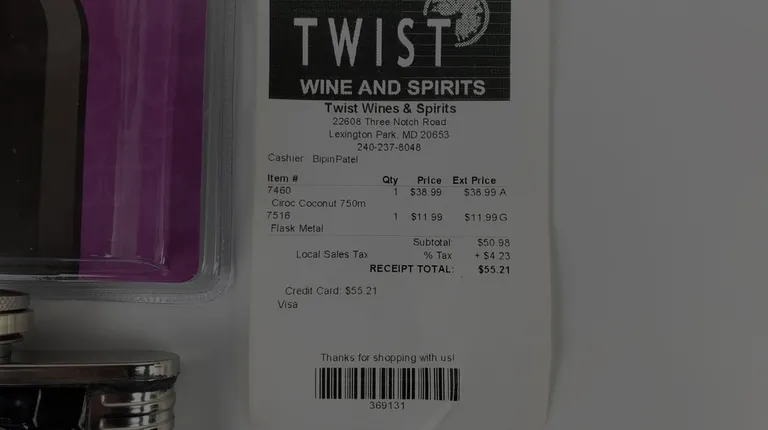 TWIST
WINE AND SPIRITS
Twist Wines & Spirits
22608 Three Notch Road
Lexington Park, MD 20653
240-237-8048
Cashier BipinPatel
Item # Qty Price Ext Price
7460 1 $38.99 $38.99 A
Ciroc Coconut 750m
7516 1 $11.99 $11.99 G
Flask Metal
Subtotal: $50.98
Local Sales Tax % Tax + $4.23
RECEIPT TOTAL: $55.21
Credit Card: $55.21
Visa
Thanks for shopping with us!
369131